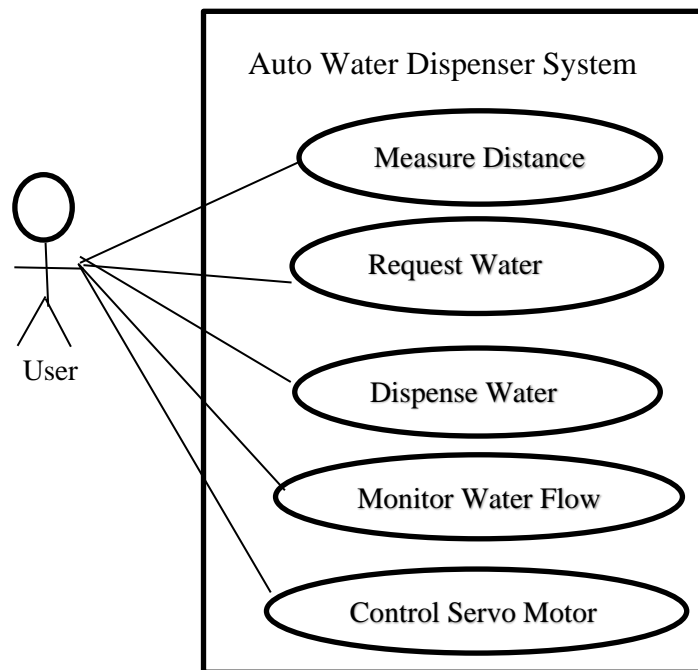 Auto Water Dispenser System
Measure Distance
Request Water
User
Dispense Water
Monitor Water Flow
Control Servo Motor